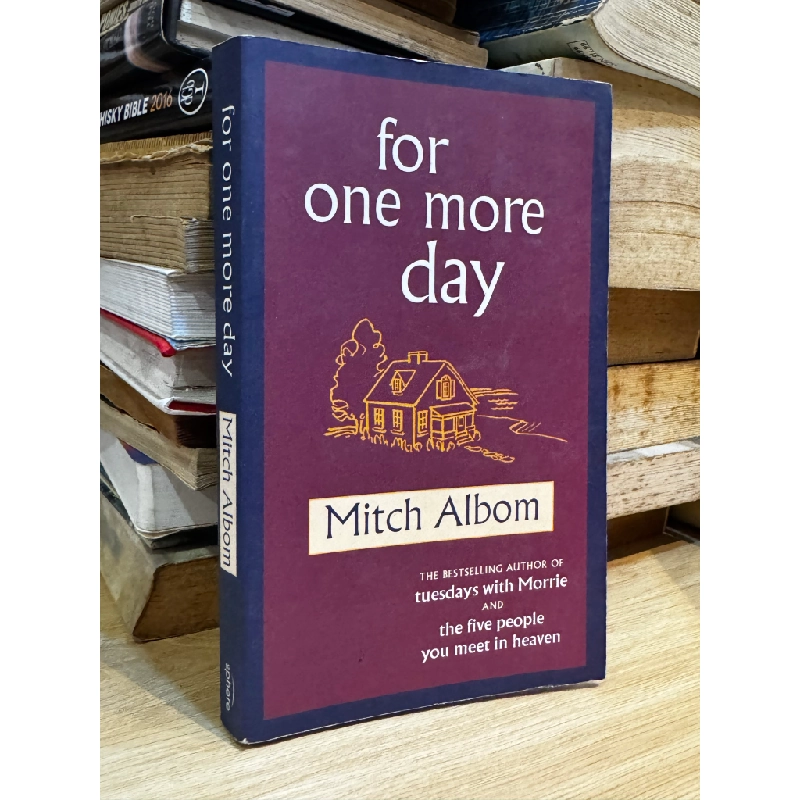 for
one more
day
Mitch Albom
THE BESTSELLING AUTHOR OF
tuesdays with Morrie
AND
the five people
you meet in heaven
for one more day
Mitch Albom
sphere
WHISKY BIBLE 2016